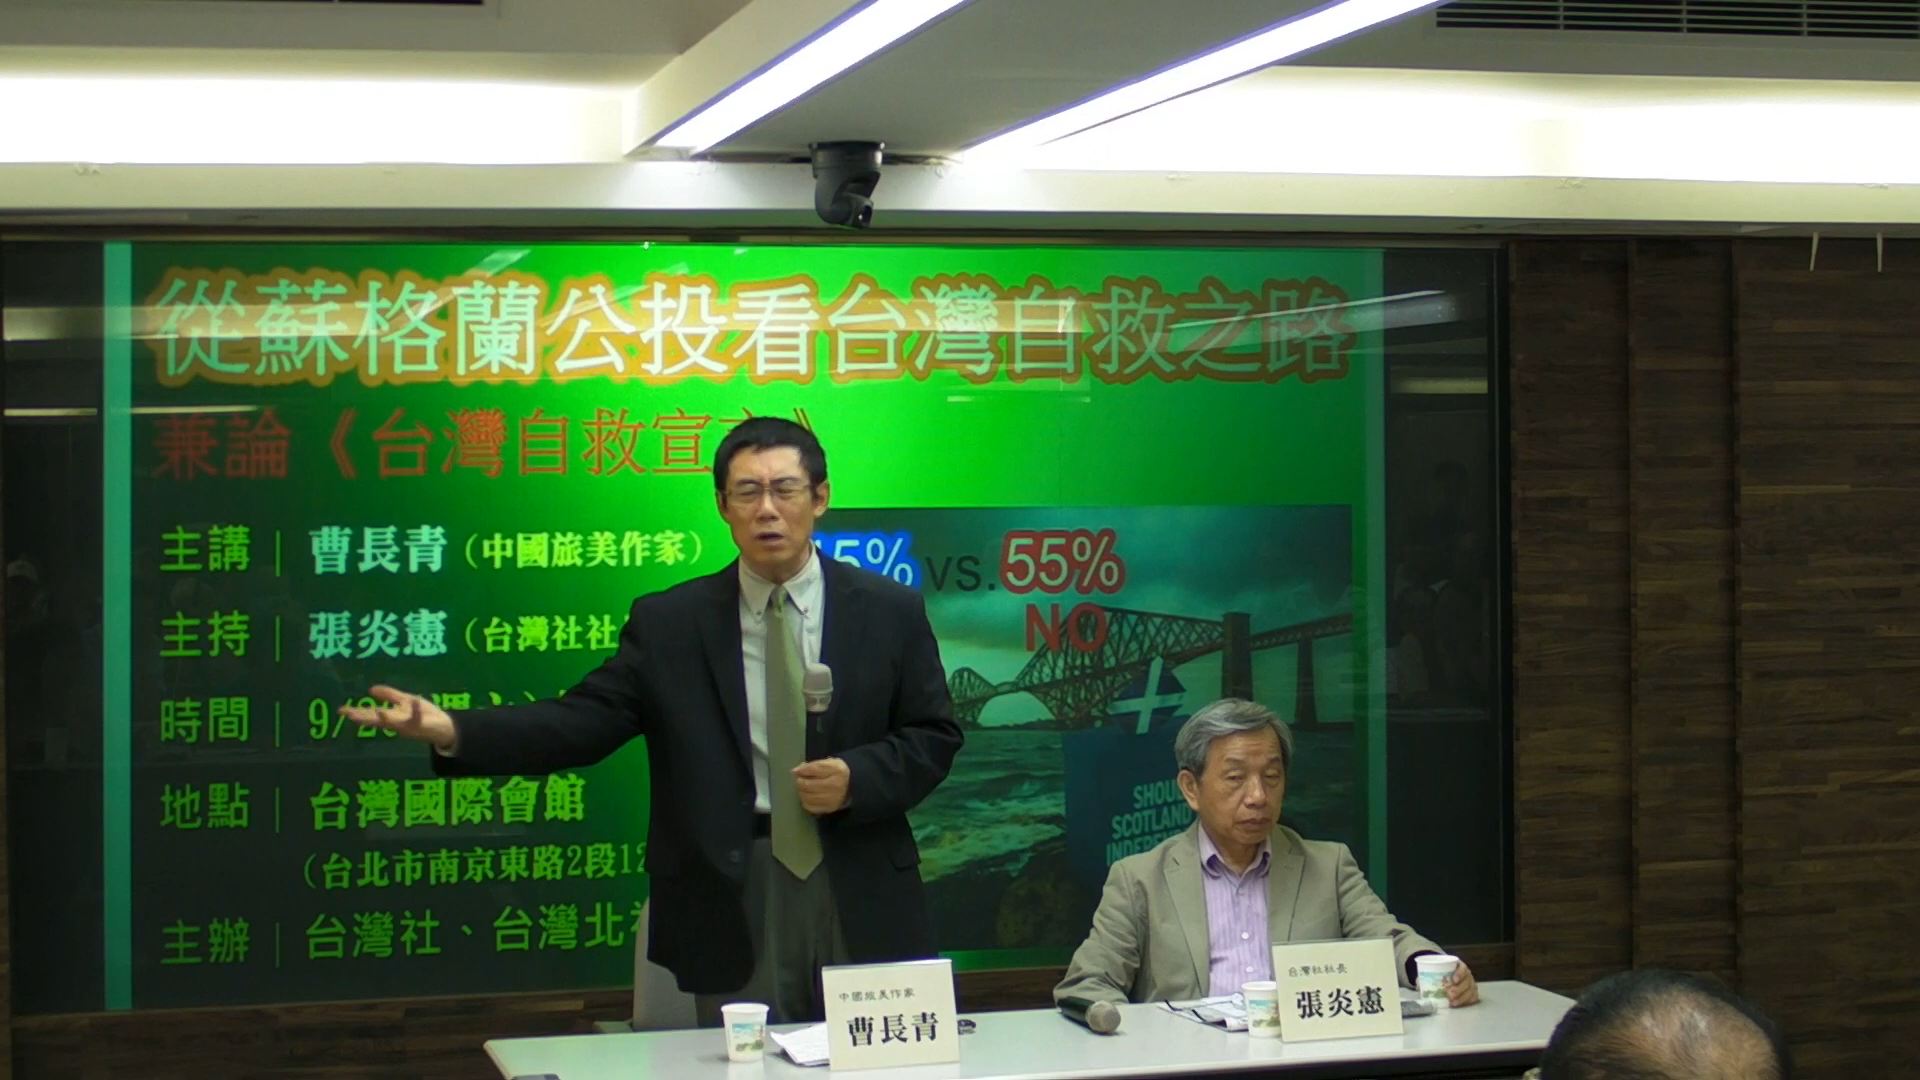 從蘇格蘭公投看台灣自救之路
兼論《台灣自救宣言》
主講｜曹長青（中國旅美作家）
主持｜張炎憲（台灣社社
時間｜9/2
地點｜台灣國際會館
（台北市南京東路2段12
主辦｜台灣社、台灣北社
5% VS. 55%
NO
SHOU
SCOTLAND
INDEPEN
中國旅美作家
曹長青
台灣社社長
張炎憲